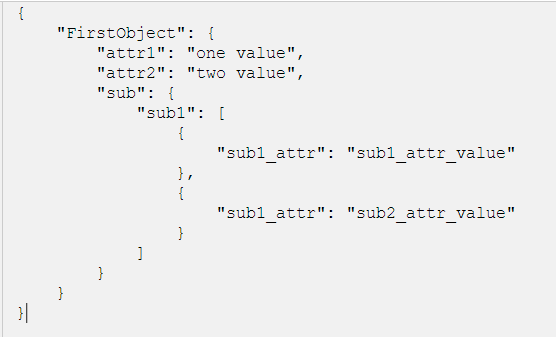 {
    "FirstObject": {
        "attr1": "one value",
        "attr2": "two value",
        "sub": {
            "sub1": [
                {
                    "sub1_attr": "sub1_attr_value"
                },
                {
                    "sub1_attr": "sub2_attr_value"
                }
            ]
        }
    }
}